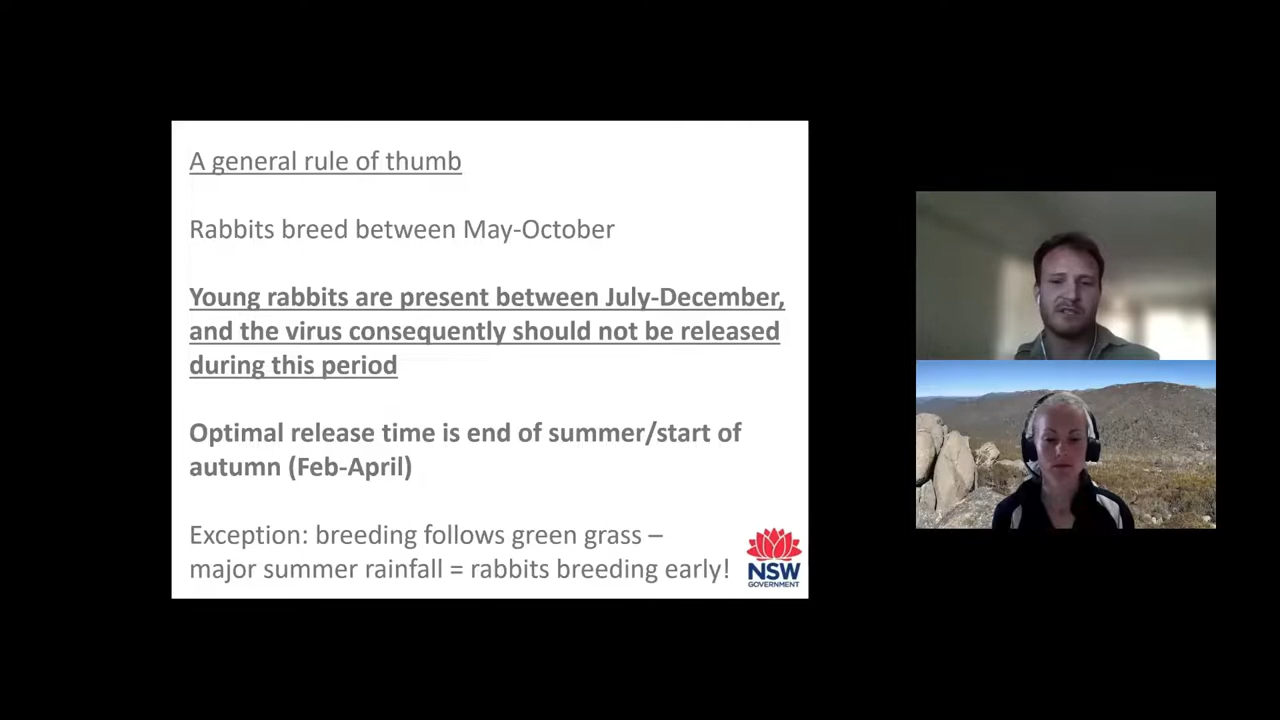 A general rule of thumb
Rabbits breed between May-October
Young rabbits are present between July-December,
and the virus consequently should not be released
during this period
Optimal release time is end of summer/start of
autumn (Feb-April)
Exception: breeding follows green grass –
major summer rainfall = rabbits breeding early!
NSW
GOVERNMENT